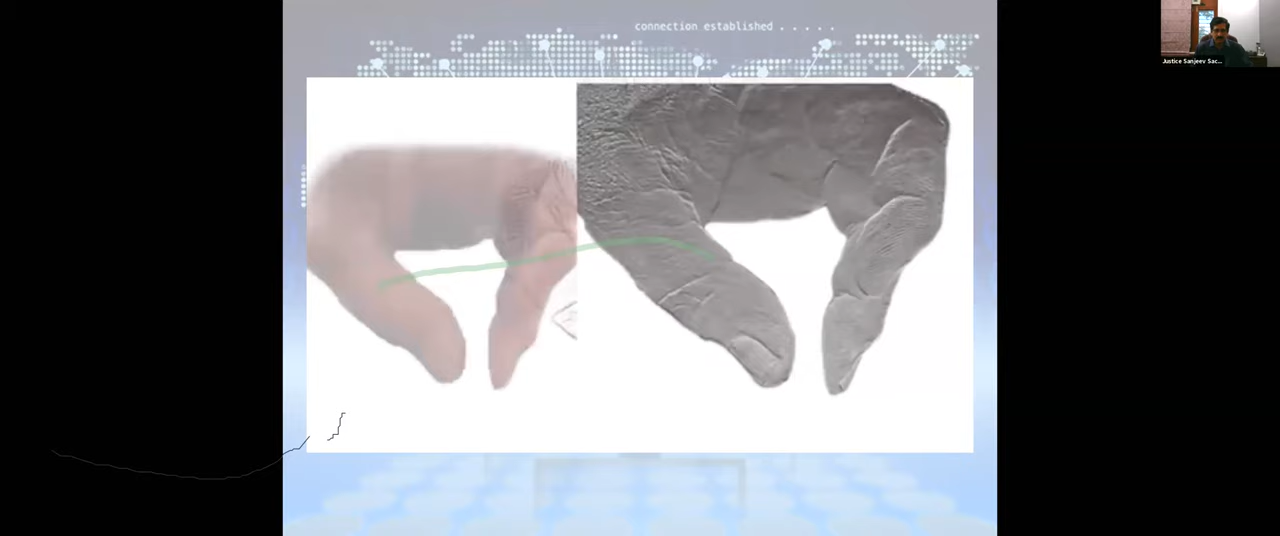 connection established . . . . .
Justice Sanjeev Sac...